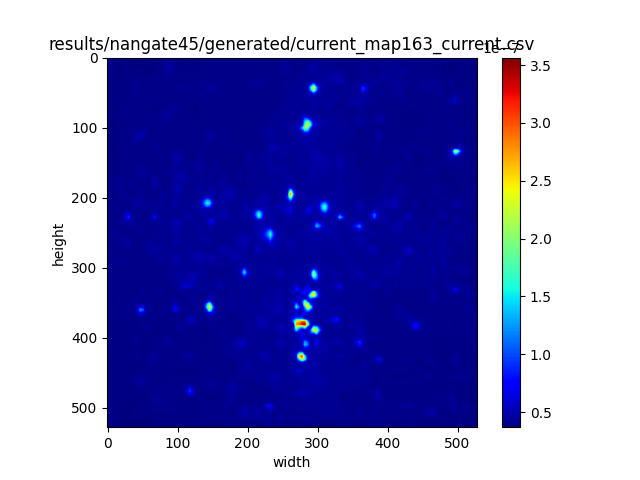 results/nangate45/generated/current_map163_current.csv
1e−7
0
100
200
300
400
500
height
0 100 200 300 400 500
width
3.5
3.0
2.5
2.0
1.5
1.0
0.5